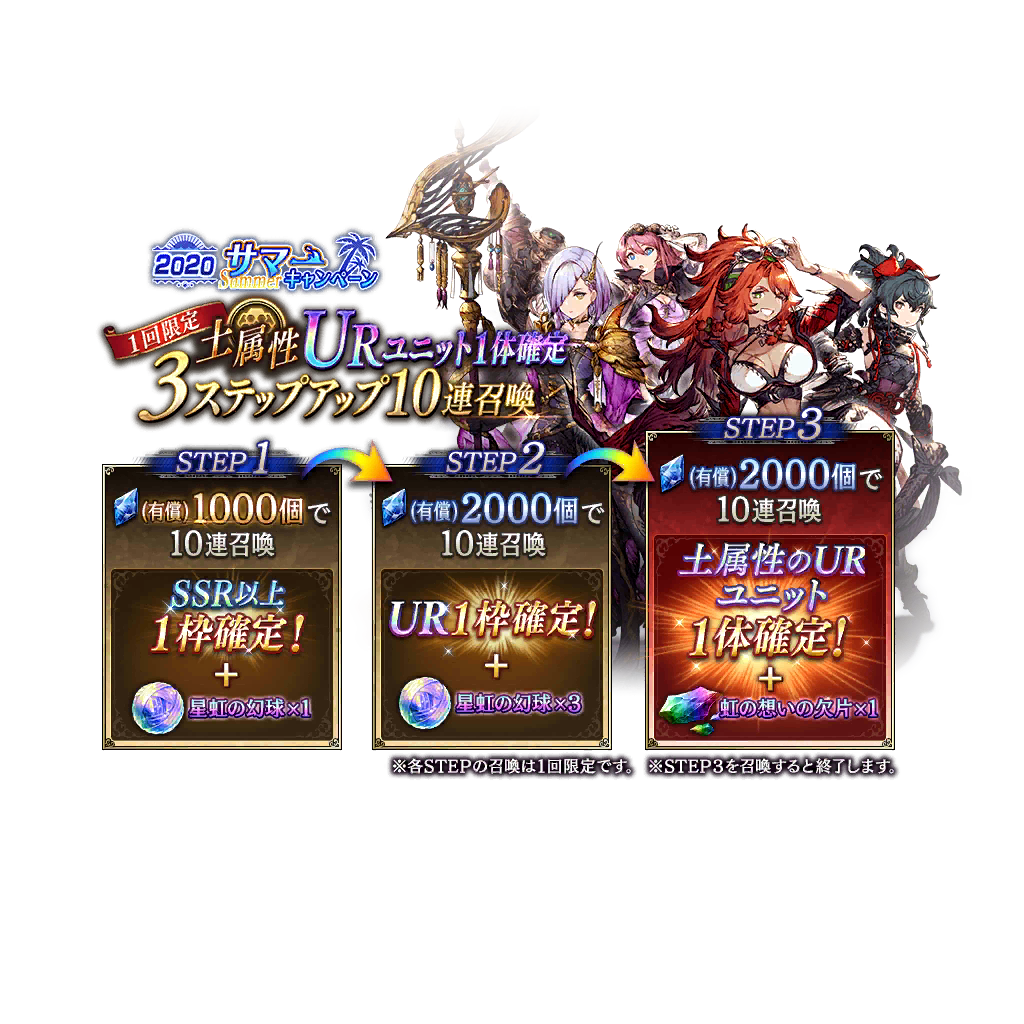 2020 サマー
Summer キャンペーン
1回限定
土属性URユニット1体確定
3ステップアップ10連召喚
STEP1
(有償)1000個で
10連召喚
SSR以上
1枠確定!
+
星虹の幻球×1
STEP2
(有償)2000個で
10連召喚
UR1枠確定!
+
星虹の幻球×3
STEP3
(有償)2000個で
10連召喚
土属性のUR
ユニット
1体確定!
+
虹の想いの欠片×1
※各STEPの召喚は1回限定です。 ※STEP3を召喚すると終了します。